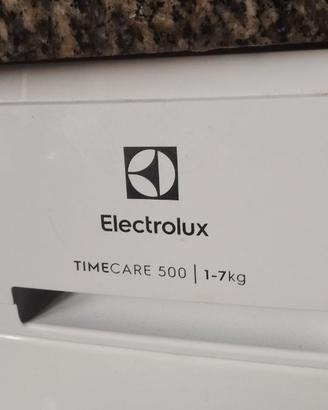 Electrolux
TIMECARE 500 | 1-7kg